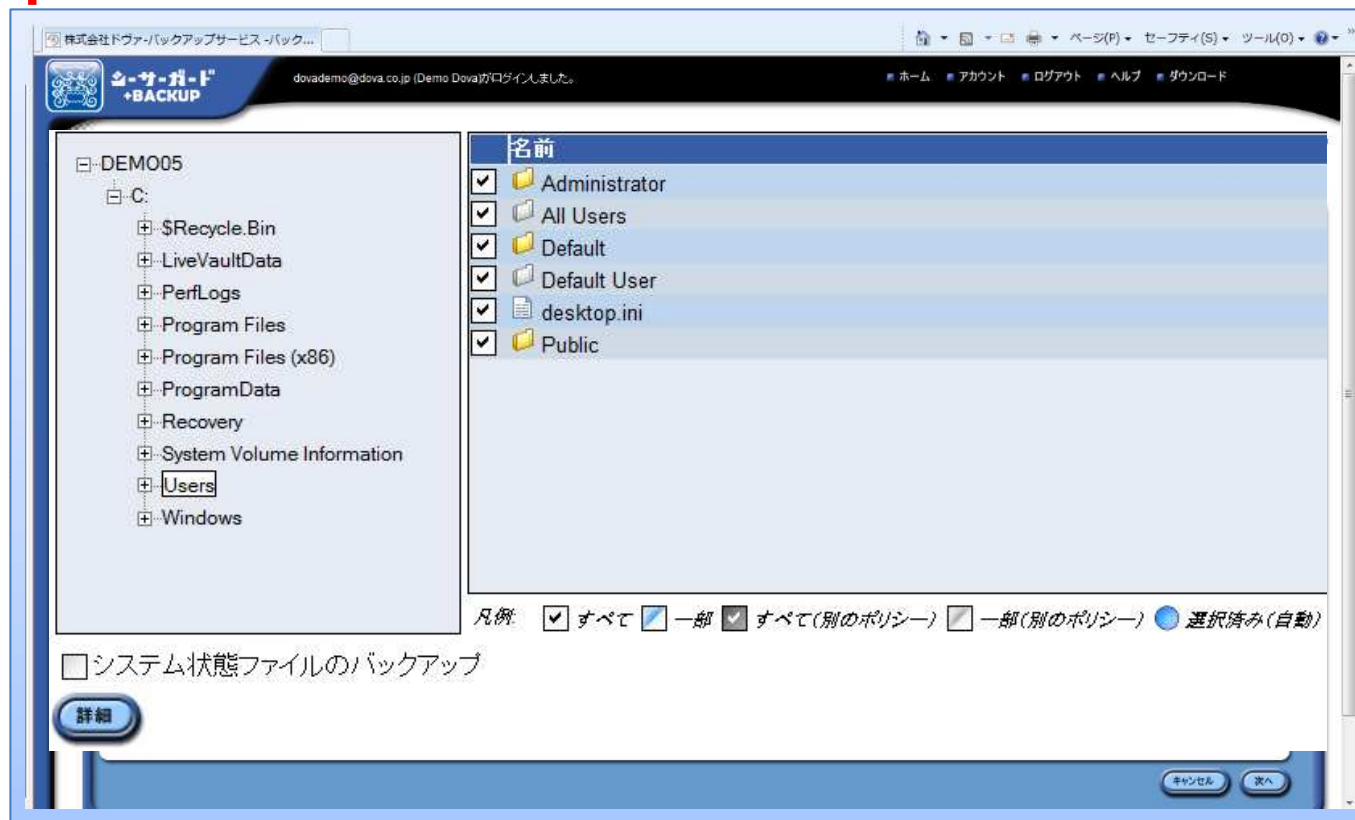 株式会社ドヴァ-バックアップサービス -バック...
ページ(P) セーフティ(S) ツール(O)
シーサーガード
+BACKUP
dovademo@dova.co.jp (Demo Dova)がログインしました。
ホーム アカウント ログアウト ヘルプ ダウンロード
DEMO05
C:
$Recycle.Bin
LiveVaultData
PerfLogs
Program Files
Program Files (x86)
ProgramData
Recovery
System Volume Information
Users
Windows
名前
Administrator
All Users
Default
Default User
desktop.ini
Public
凡例: すべて 一部 すべて(別のポリシー) 一部(別のポリシー) 選択済み(自動)
システム状態ファイルのバックアップ
詳細
キャンセル 次へ